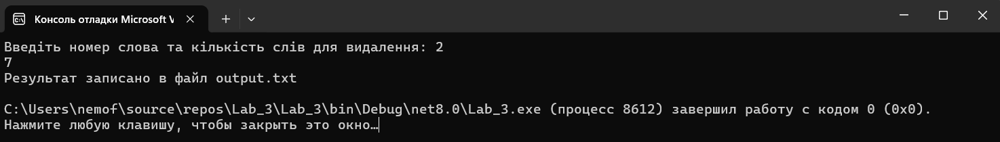 Консоль отладки Microsoft V
Введіть номер слова та кількість слів для видалення: 2
7
Результат записано в файл output.txt
C:\Users\nemof\source\repos\Lab_3\Lab_3\bin\Debug\net8.0\Lab_3.exe (процесс 8612) завершил работу с кодом 0 (0x0).
Нажмите любую клавишу, чтобы закрыть это окно…